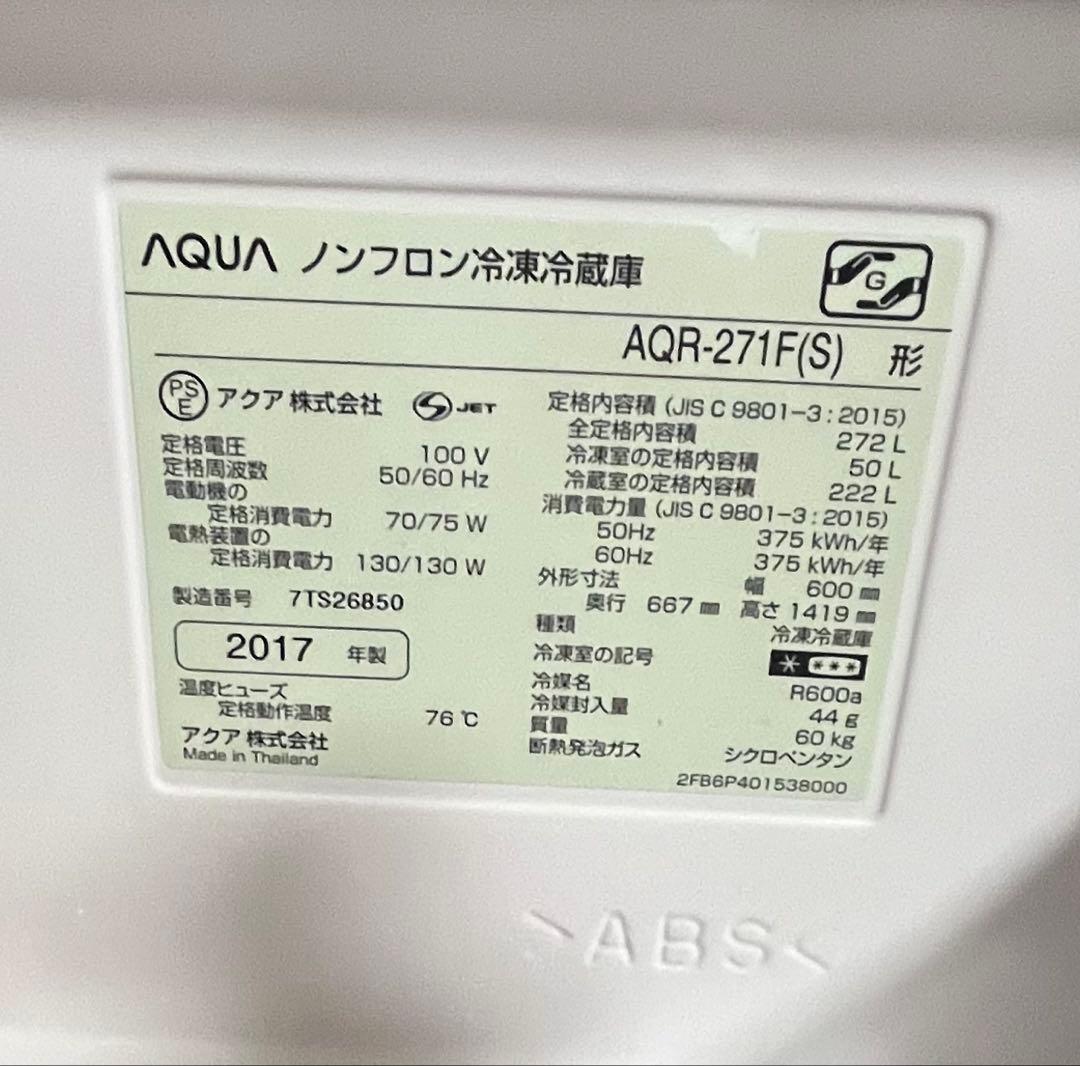 AQUA ノンフロン冷凍冷蔵庫
G
AQR-271F(S) 形
PSE アクア 株式会社 S JET
定格電圧 100 V
定格周波数 50/60 Hz
電動機の
定格消費電力 70/75 W
電熱装置の
定格消費電力 130/130 W
製造番号 7TS26850
2017 年製
温度ヒューズ
定格動作温度 76 ℃
アクア 株式会社
Made in Thailand
定格内容積 (JIS C 9801-3:2015)
全定格内容積 272 L
冷凍室の定格内容積 50 L
冷蔵室の定格内容積 222 L
消費電力量 (JIS C 9801-3:2015)
50Hz 375 kWh/年
60Hz 375 kWh/年
外形寸法 幅 600 ㎜
奥行 667 ㎜ 高さ 1419 ㎜
種類 冷凍冷蔵庫
冷凍室の記号 * ***
冷媒名 R600a
冷媒封入量 44 g
質量 60 kg
断熱発泡ガス シクロペンタン
2FB6P401538000
>ABS<